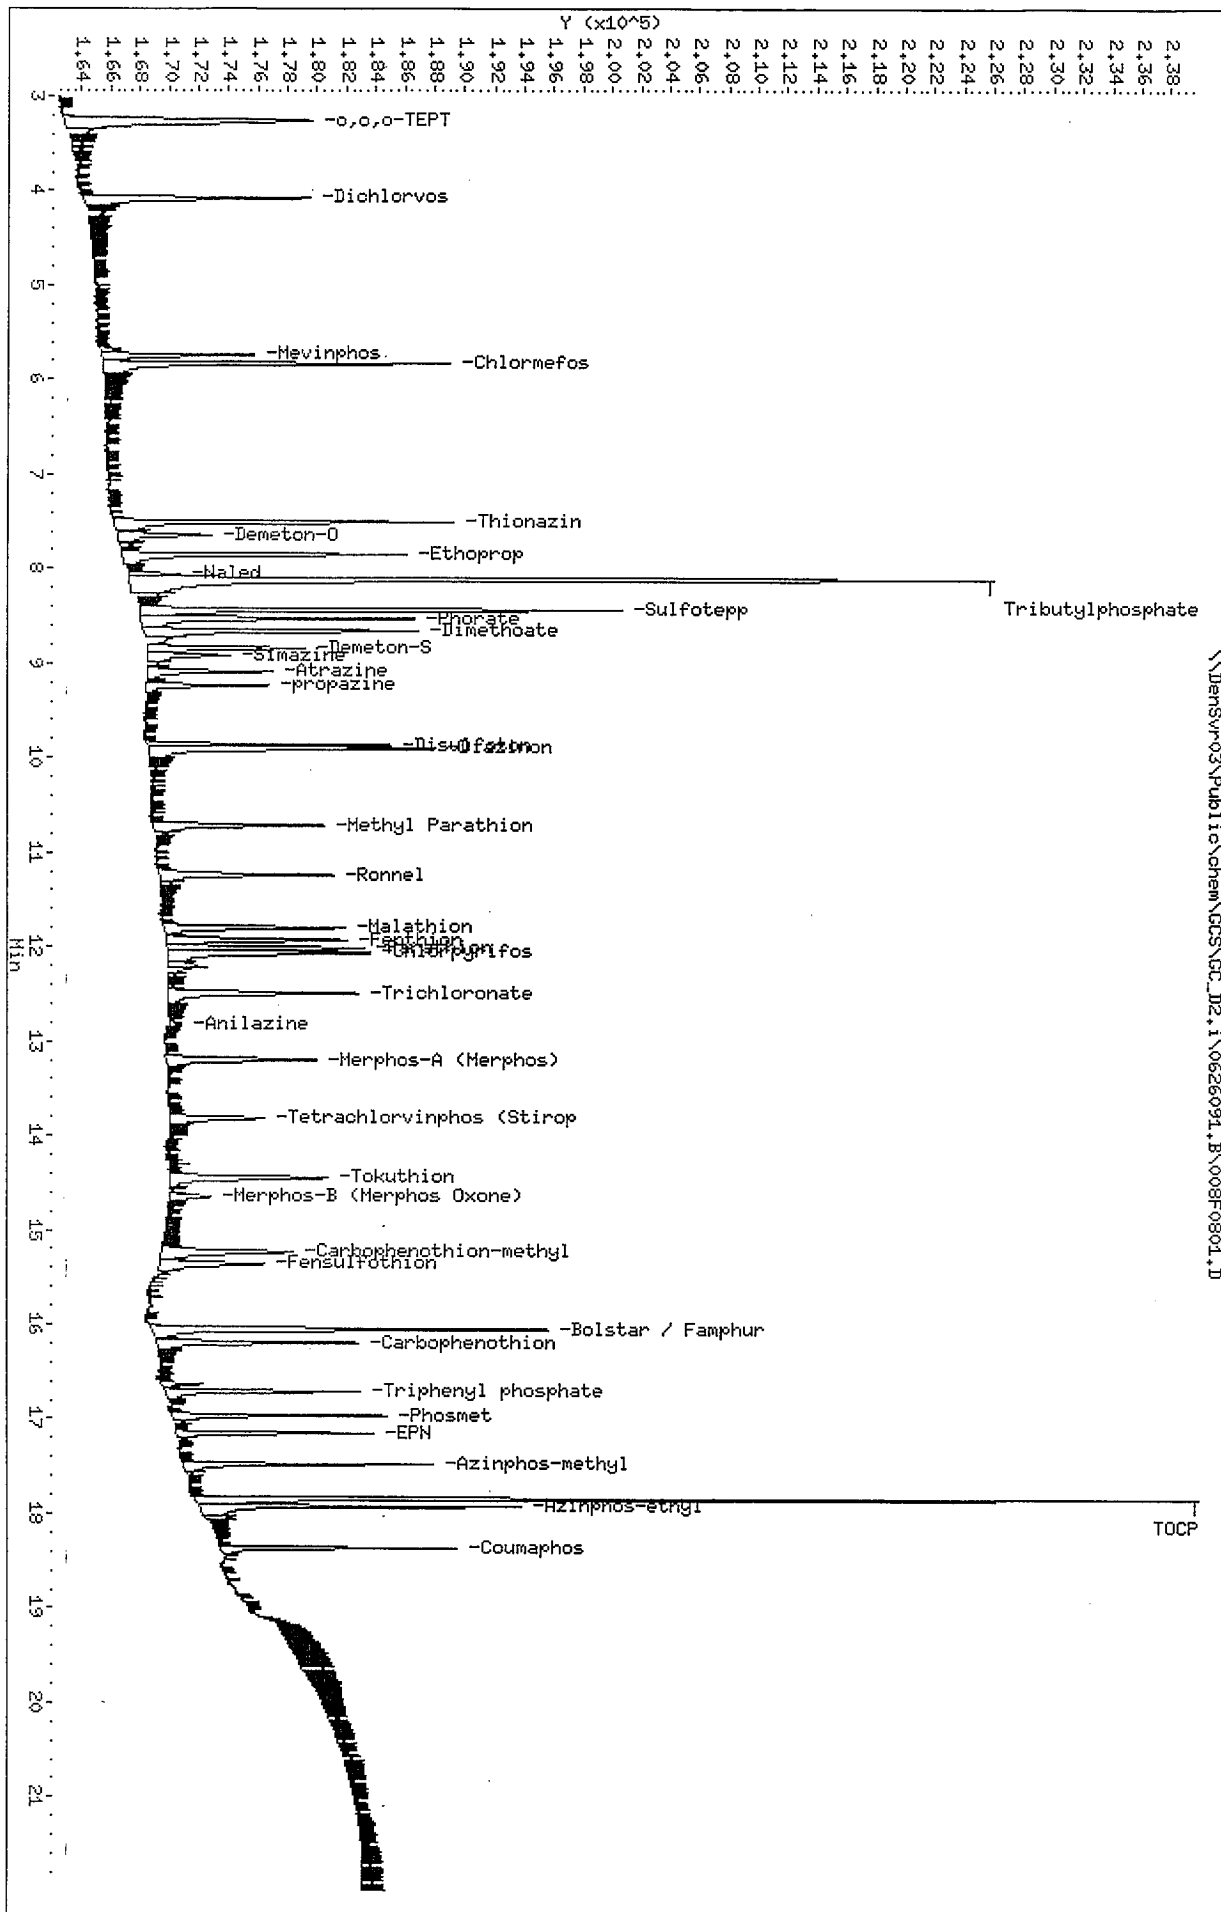 Y (x10^5)
1.64
1.66
1.68
1.70
1.72
1.74
1.76
1.78
1.80
1.82
1.84
1.86
1.88
1.90
1.92
1.94
1.96
1.98
2.00
2.02
2.04
2.06
2.08
2.10
2.12
2.14
2.16
2.18
2.20
2.22
2.24
2.26
2.28
2.30
2.32
2.34
2.36
2.38
3
4
5
6
7
8
9
10
11
12
13
14
15
16
17
18
19
20
21
Min
-o,o,o-TEPT
-Dichlorvos
-Mevinphos
-Chlormefos
-Thionazin
-Demeton-O
-Ethoprop
-Naled
Tributylphosphate
-Sulfotepp
-Phorate
-Dimethoate
-Demeton-S
-Simazine
-Atrazine
-propazine
-Disulfoton
-Diazinon
-Methyl Parathion
-Ronnel
-Malathion
-Fenthion
-Chlorpyrifos
-Trichloronate
-Anilazine
-Merphos-A (Merphos)
-Tetrachlorvinphos (Stirop
-Tokuthion
-Merphos-B (Merphos Oxone)
-Carbophenothion-methyl
-Fensulfothion
-Bolstar / Famphur
-Carbophenothion
-Triphenyl phosphate
-Phosmet
-EPN
-Azinphos-methyl
-Azinphos-ethyl
TOCP
-Coumaphos
\\DenSvr03\Public\chem\GCS\GC_D2.i\0626091.B\008F0801.D